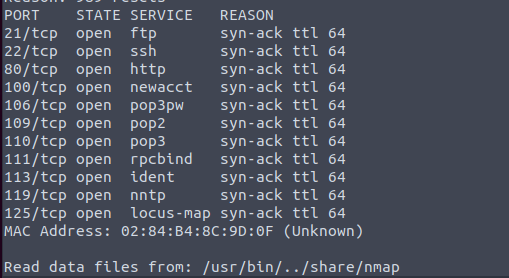 Reason: 989 resets
PORT    STATE SERVICE   REASON
21/tcp  open  ftp       syn-ack ttl 64
22/tcp  open  ssh       syn-ack ttl 64
80/tcp  open  http      syn-ack ttl 64
100/tcp open  newacct   syn-ack ttl 64
106/tcp open  pop3pw    syn-ack ttl 64
109/tcp open  pop2      syn-ack ttl 64
110/tcp open  pop3      syn-ack ttl 64
111/tcp open  rpcbind   syn-ack ttl 64
113/tcp open  ident     syn-ack ttl 64
119/tcp open  nntp      syn-ack ttl 64
125/tcp open  locus-map syn-ack ttl 64
MAC Address: 02:84:B4:8C:9D:0F (Unknown)
Read data files from: /usr/bin/../share/nmap